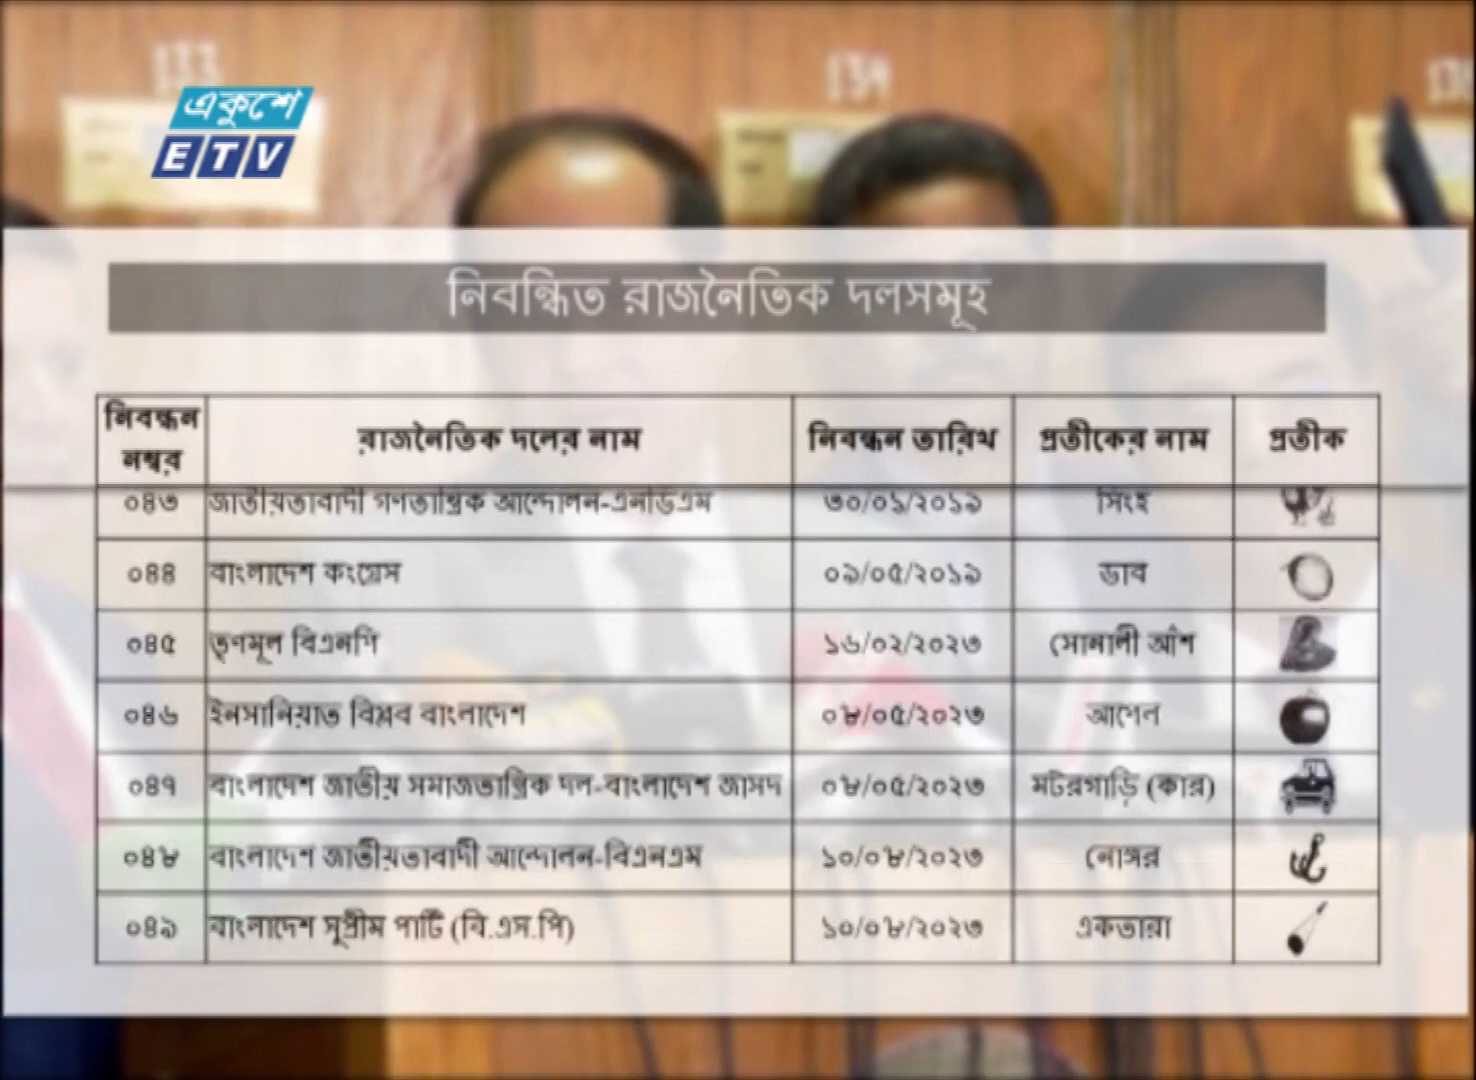 133
134
একুশে
ETV
নিবন্ধিত রাজনৈতিক দলসমূহ
নিবন্ধন নম্বর রাজনৈতিক দলের নাম নিবন্ধন তারিখ প্রতীকের নাম প্রতীক
০৪৩ জাতীয়তাবাদী গণতান্ত্রিক আন্দোলন-এনডিএম ৩০/০১/২০১৯ সিংহ
০৪৪ বাংলাদেশ কংগ্রেস ০৯/০৫/২০১৯ ডাব
০৪৫ তৃণমূল বিএনপি ১৬/০২/২০২৩ সোনালী আঁশ
০৪৬ ইনসানিয়াত বিপ্লব বাংলাদেশ ০৮/০৫/২০২৩ আপেল
০৪৭ বাংলাদেশ জাতীয় সমাজতান্ত্রিক দল-বাংলাদেশ জাসদ ০৮/০৫/২০২৩ মটরগাড়ি (কার)
০৪৮ বাংলাদেশ জাতীয়তাবাদী আন্দোলন-বিএনএম ১০/০৮/২০২৩ নোঙ্গর
০৪৯ বাংলাদেশ সুপ্রীম পার্টি (বি.এস.পি) ১০/০৮/২০২৩ একতারা